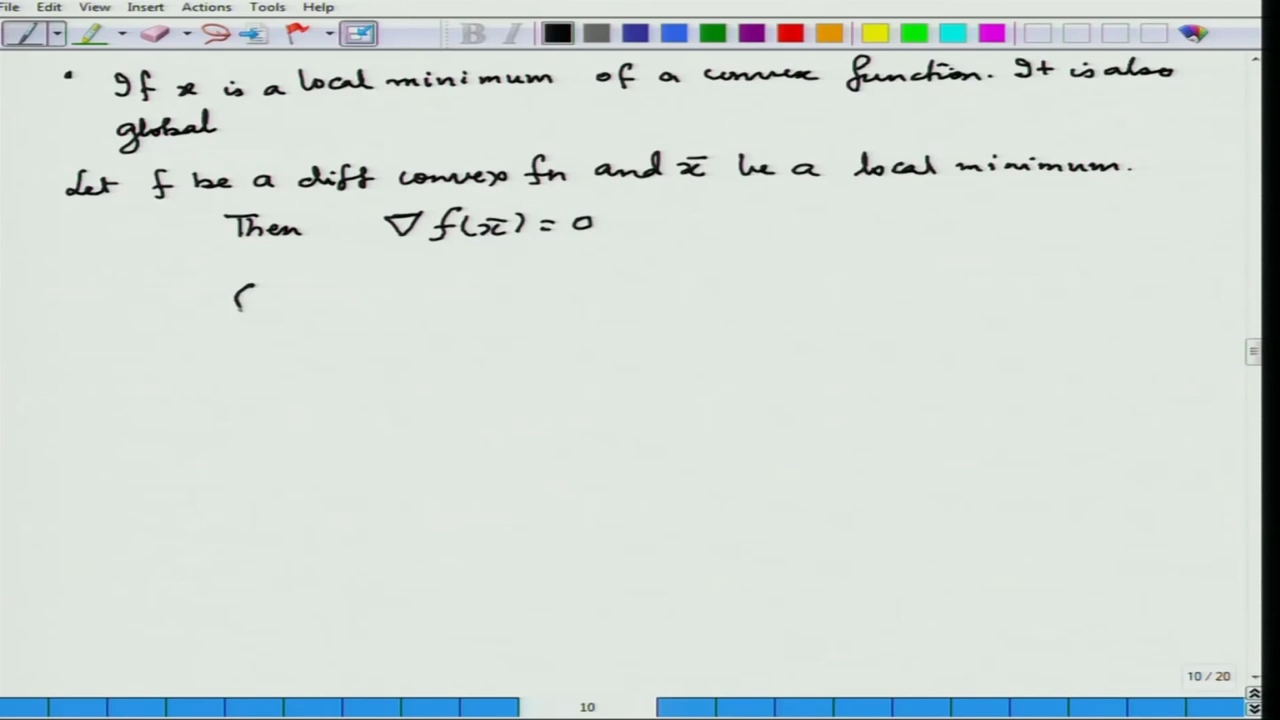 File Edit View Insert Actions Tools Help
B I
• If x is a local minimum of a convex function. It is also
global
Let f be a diff convex fn and x̄ be a local minimum.
Then ∇ f(x̄) = 0
(
10 / 20
10